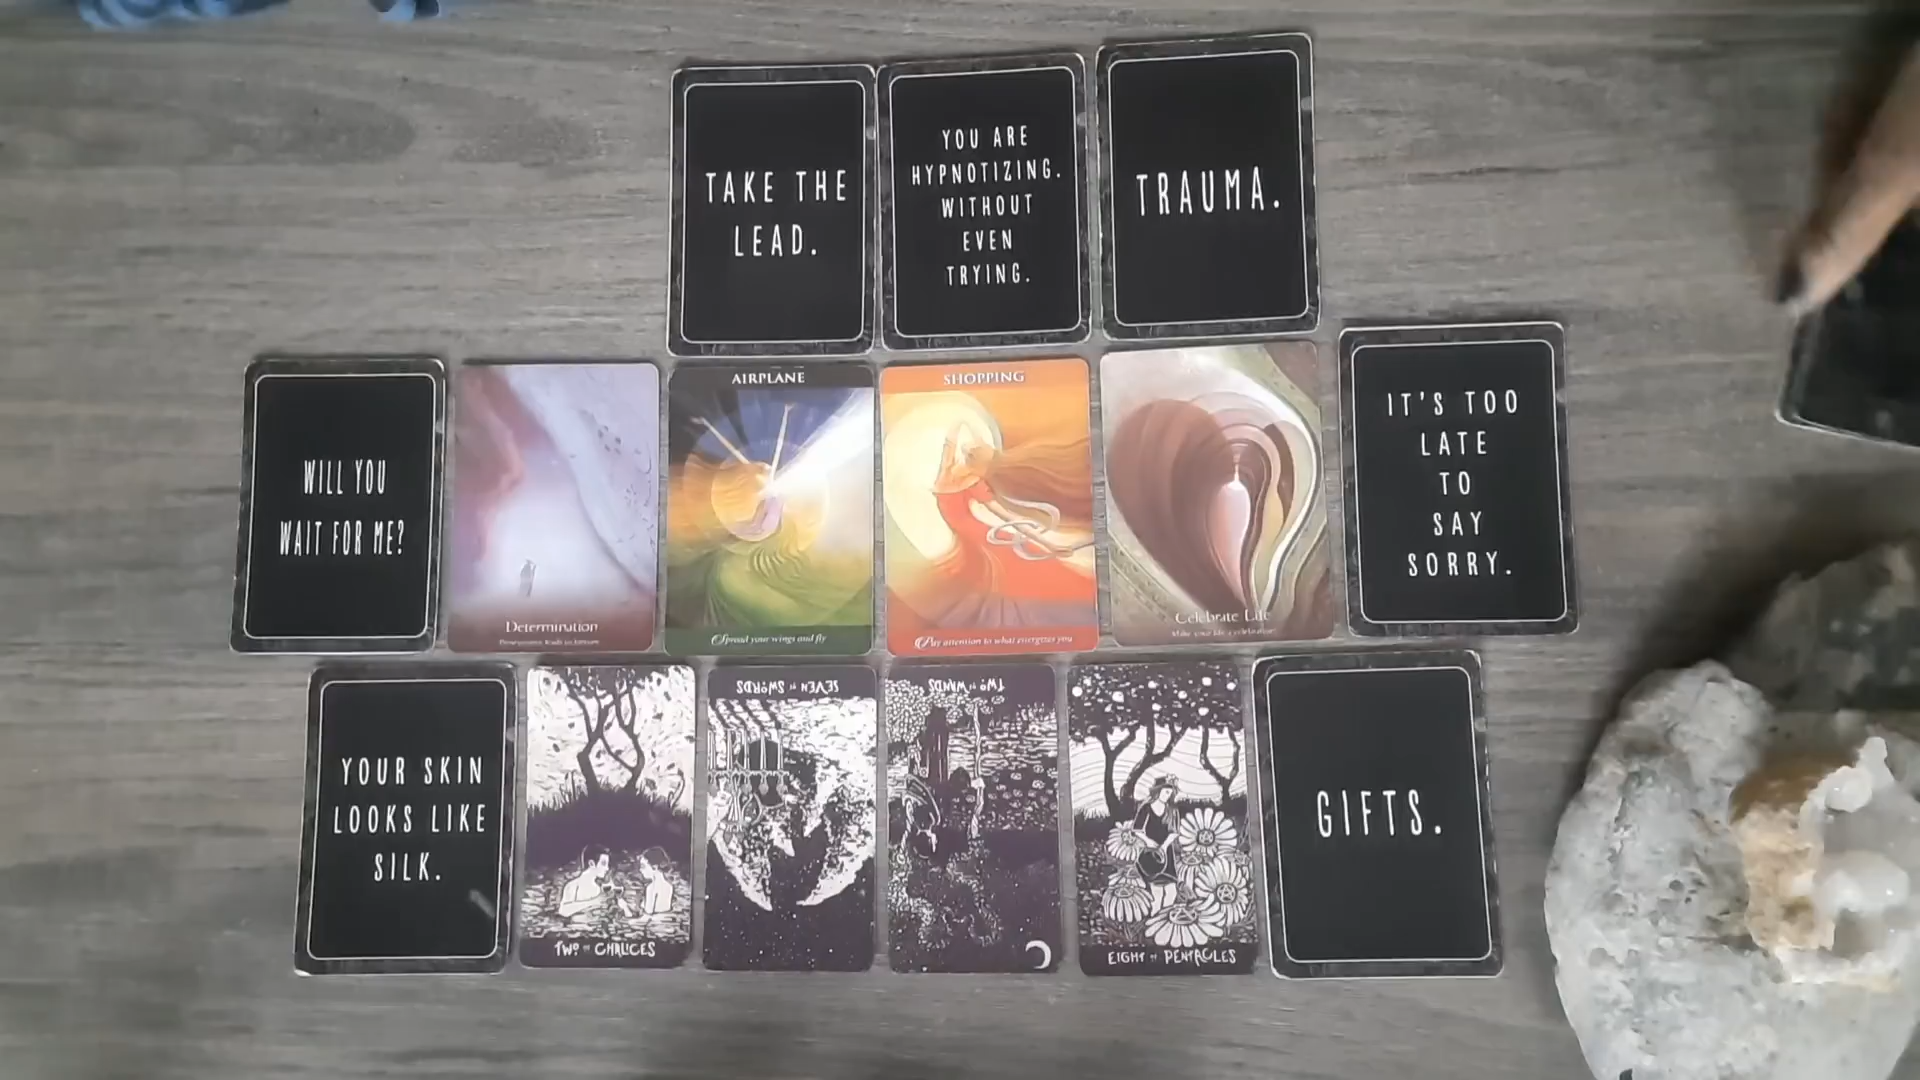 TAKE THE
LEAD.
YOU ARE
HYPNOTIZING.
WITHOUT
EVEN
TRYING.
TRAUMA.
WILL YOU
WAIT FOR ME?
Determination
AIRPLANE
Spread your wings and fly
SHOPPING
Pay attention to what energizes you
Celebrate Life
Make your life a celebration
IT'S TOO
LATE
TO
SAY
SORRY.
YOUR SKIN
LOOKS LIKE
SILK.
TWO OF CHALICES
SEVEN OF SWORDS
TWO OF WANDS
EIGHT OF PENTACLES
GIFTS.